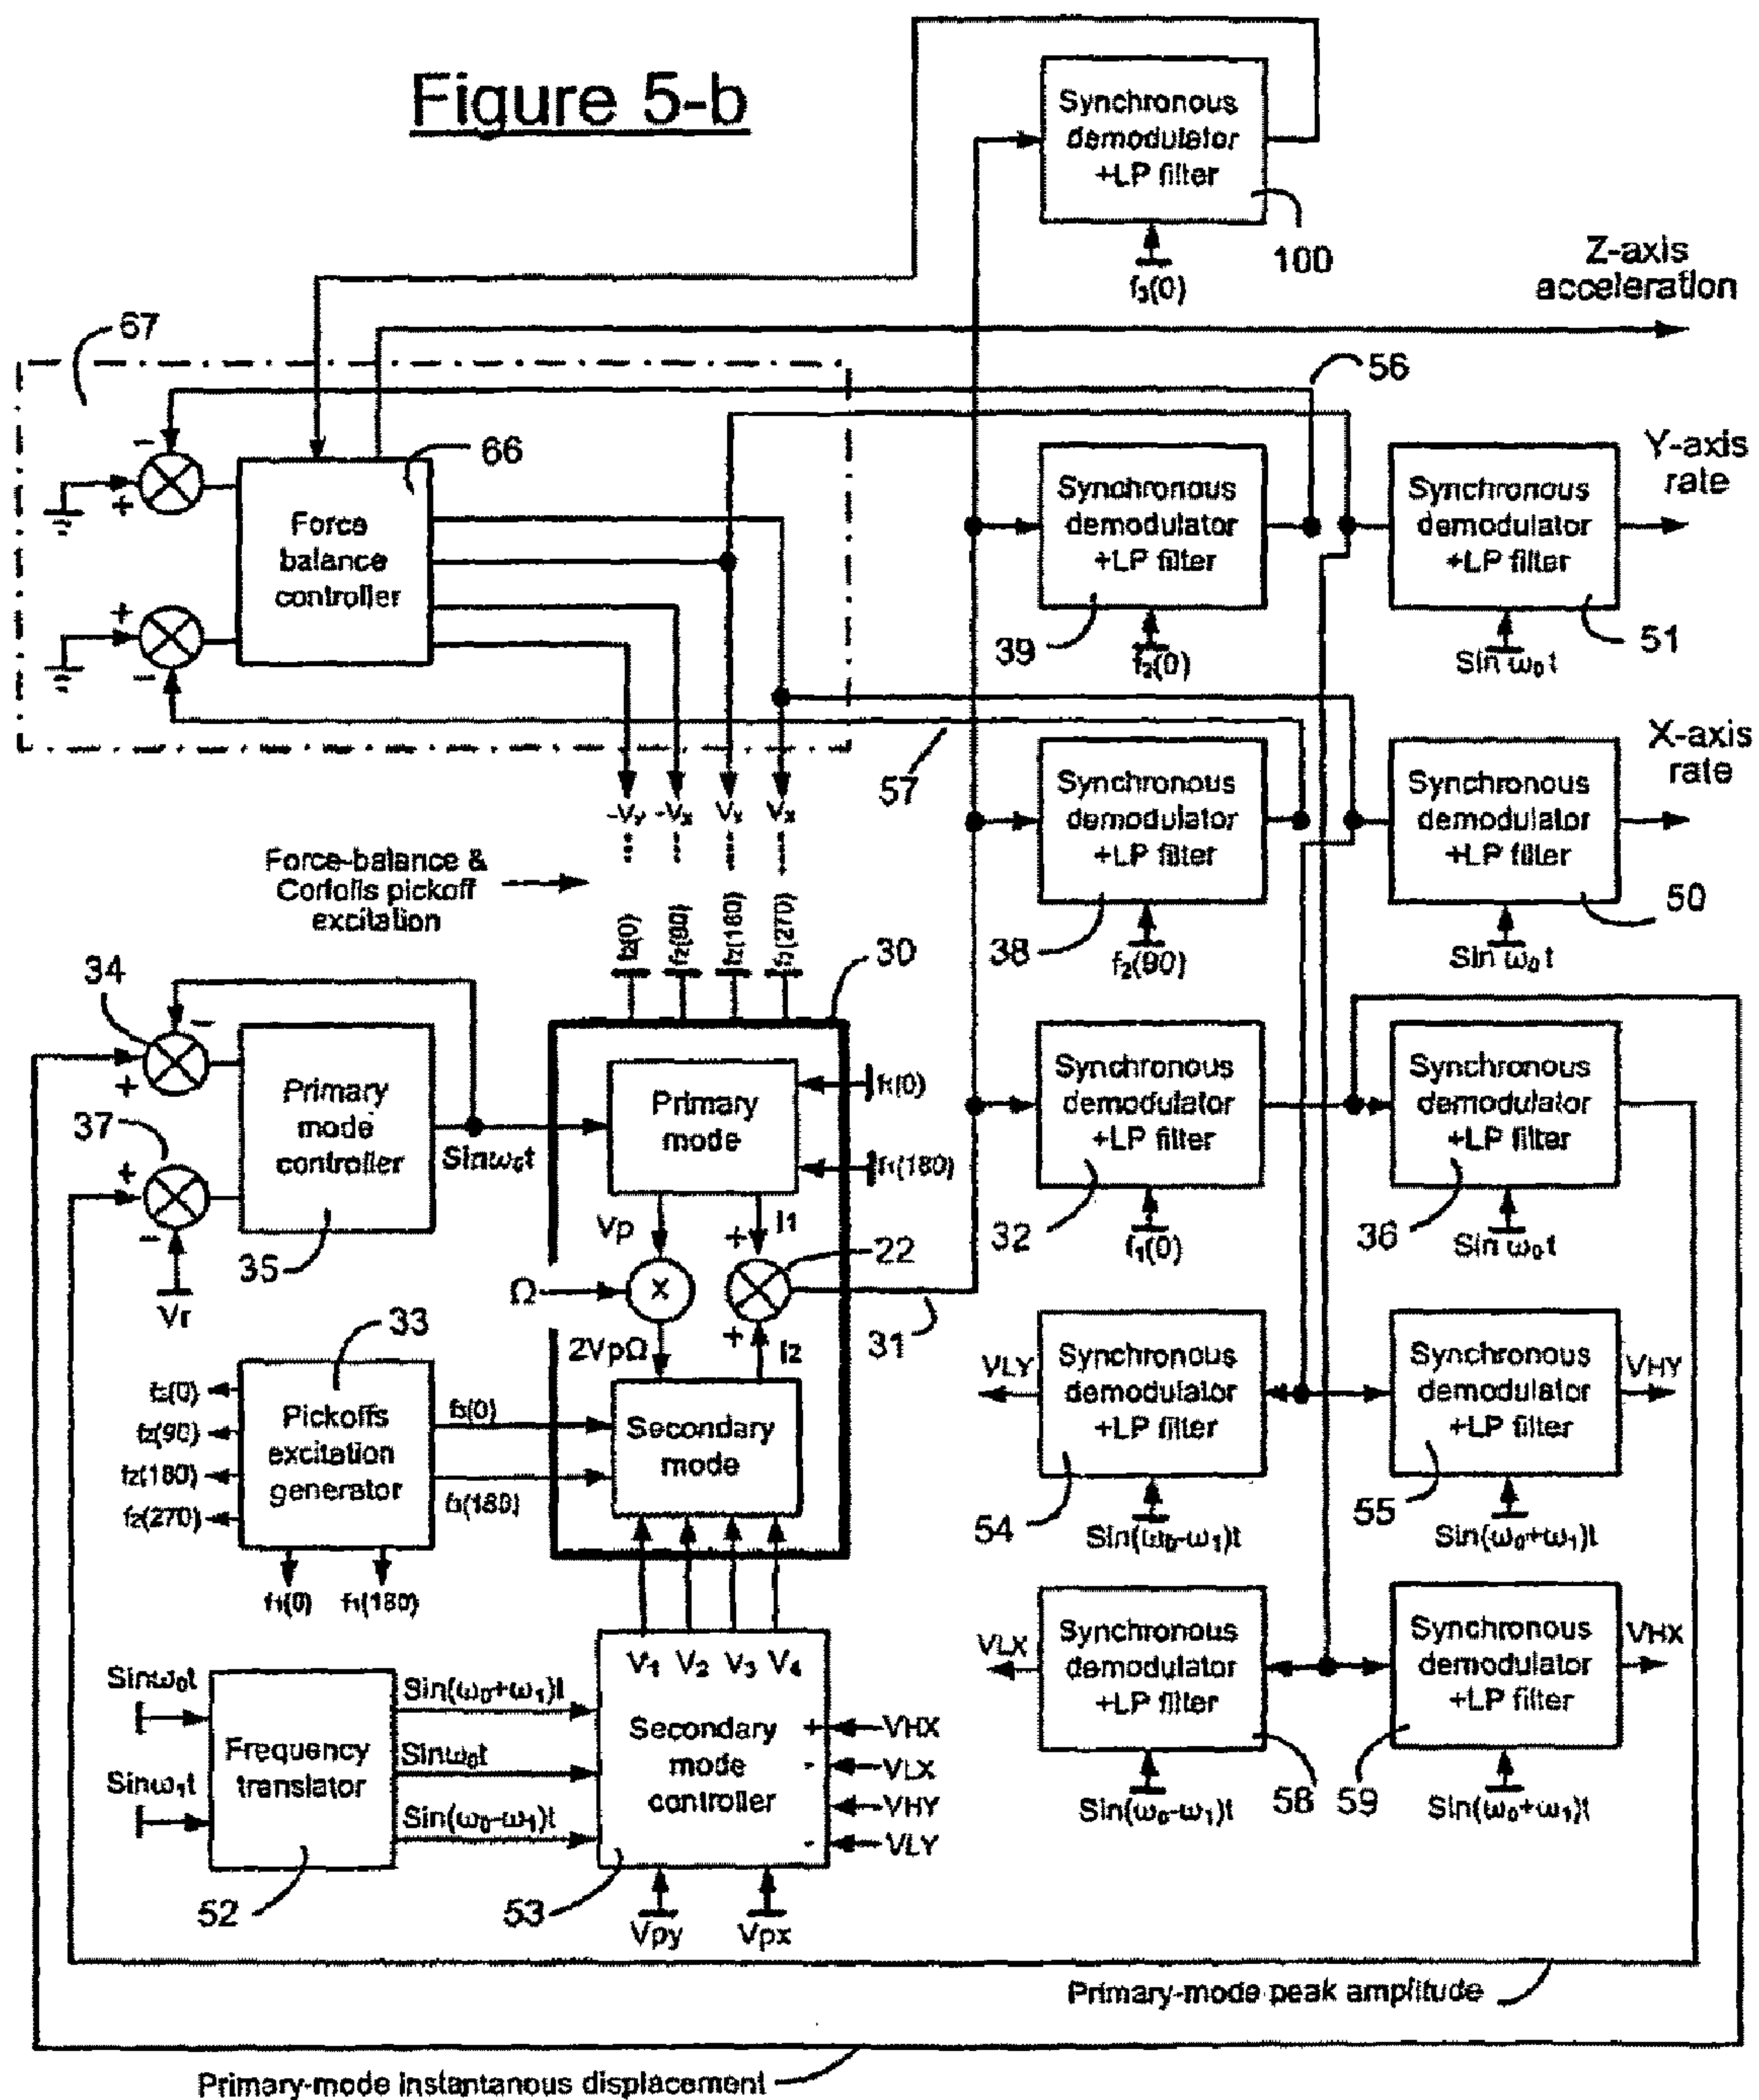 Figure 5-b
Synchronous
demodulator
+LP filter
100
f₃(0)
Z-axis
acceleration
67
56
−
+
66
Force
balance
controller
+
−
Synchronous
demodulator
+LP filter
39
f₂(0)
Synchronous
demodulator
+LP filter
51
Sin ω₀t
Y-axis
rate
57
-Vy -Vx Vy Vx
Synchronous
demodulator
+LP filter
38
f₂(90)
Synchronous
demodulator
+LP filter
50
Sin ω₀t
X-axis
rate
Force-balance &
Coriolis pickoff
excitation
f₂(0)
f₂(90)
f₂(180)
f₂(270)
30
34
−
+
37
+
−
Vr
Primary
mode
controller
35
Sinω₀t
Primary
mode
f₁(0)
f₁(180)
Vp
I1
+
22
Ω
x
2VpΩ
+
I2
31
Secondary
mode
Synchronous
demodulator
+LP filter
32
f₁(0)
Synchronous
demodulator
+LP filter
36
Sin ω₀t
33
Pickoffs
excitation
generator
f₂(0)
f₂(90)
f₂(180)
f₂(270)
f₃(0)
f₃(180)
f₁(0) f₁(180)
VLY
Synchronous
demodulator
+LP filter
54
Sin(ω₀-ω₁)t
Synchronous
demodulator
+LP filter
55
Sin(ω₀+ω₁)t
VHY
Sinω₀t
Sinω₁t
Frequency
translator
52
Sin(ω₀+ω₁)t
Sinω₀t
Sin(ω₀-ω₁)t
V₁ V₂ V₃ V₄
Secondary
mode
controller
53
+ VHX
- VLX
VHY
- VLY
Vpy Vpx
VLX
Synchronous
demodulator
+LP filter
58
Sin(ω₀-ω₁)t
Synchronous
demodulator
+LP filter
59
Sin(ω₀+ω₁)t
VHX
Primary-mode peak amplitude
Primary-mode instantanous displacement